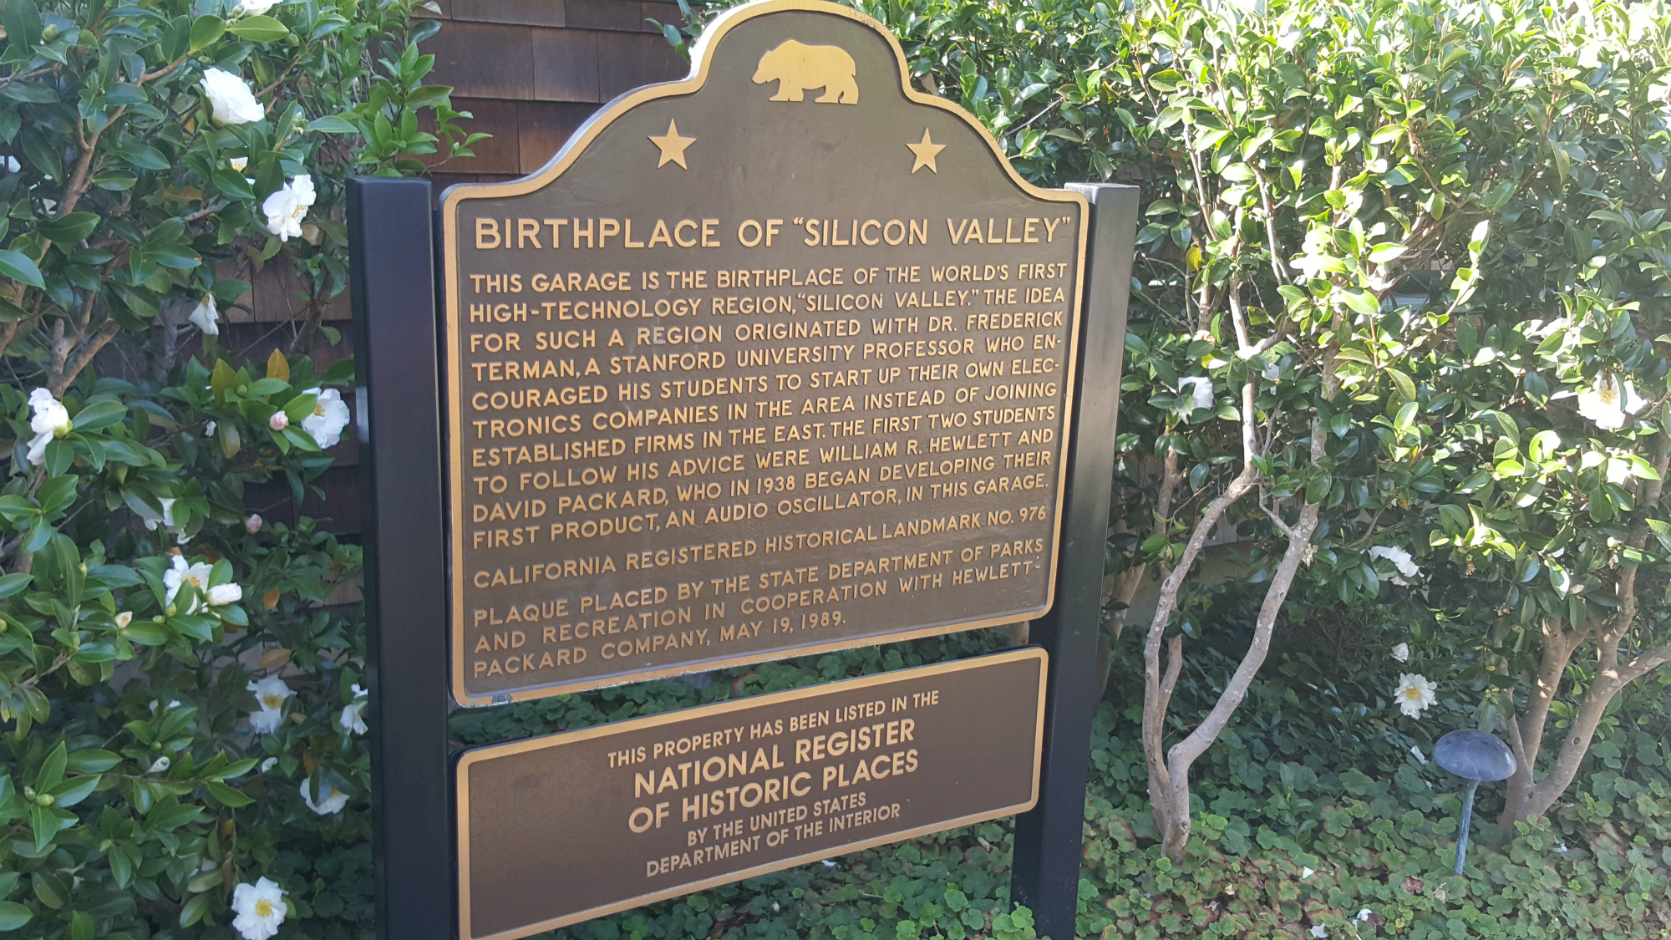 BIRTHPLACE OF "SILICON VALLEY"
THIS GARAGE IS THE BIRTHPLACE OF THE WORLD'S FIRST
HIGH-TECHNOLOGY REGION, "SILICON VALLEY." THE IDEA
FOR SUCH A REGION ORIGINATED WITH DR. FREDERICK
TERMAN, A STANFORD UNIVERSITY PROFESSOR WHO EN-
COURAGED HIS STUDENTS TO START UP THEIR OWN ELEC-
TRONICS COMPANIES IN THE AREA INSTEAD OF JOINING
ESTABLISHED FIRMS IN THE EAST. THE FIRST TWO STUDENTS
TO FOLLOW HIS ADVICE WERE WILLIAM R. HEWLETT AND
DAVID PACKARD, WHO IN 1938 BEGAN DEVELOPING THEIR
FIRST PRODUCT, AN AUDIO OSCILLATOR, IN THIS GARAGE.
CALIFORNIA REGISTERED HISTORICAL LANDMARK NO. 976
PLAQUE PLACED BY THE STATE DEPARTMENT OF PARKS
AND RECREATION IN COOPERATION WITH HEWLETT-
PACKARD COMPANY, MAY 19, 1989.
THIS PROPERTY HAS BEEN LISTED IN THE
NATIONAL REGISTER
OF HISTORIC PLACES
BY THE UNITED STATES
DEPARTMENT OF THE INTERIOR